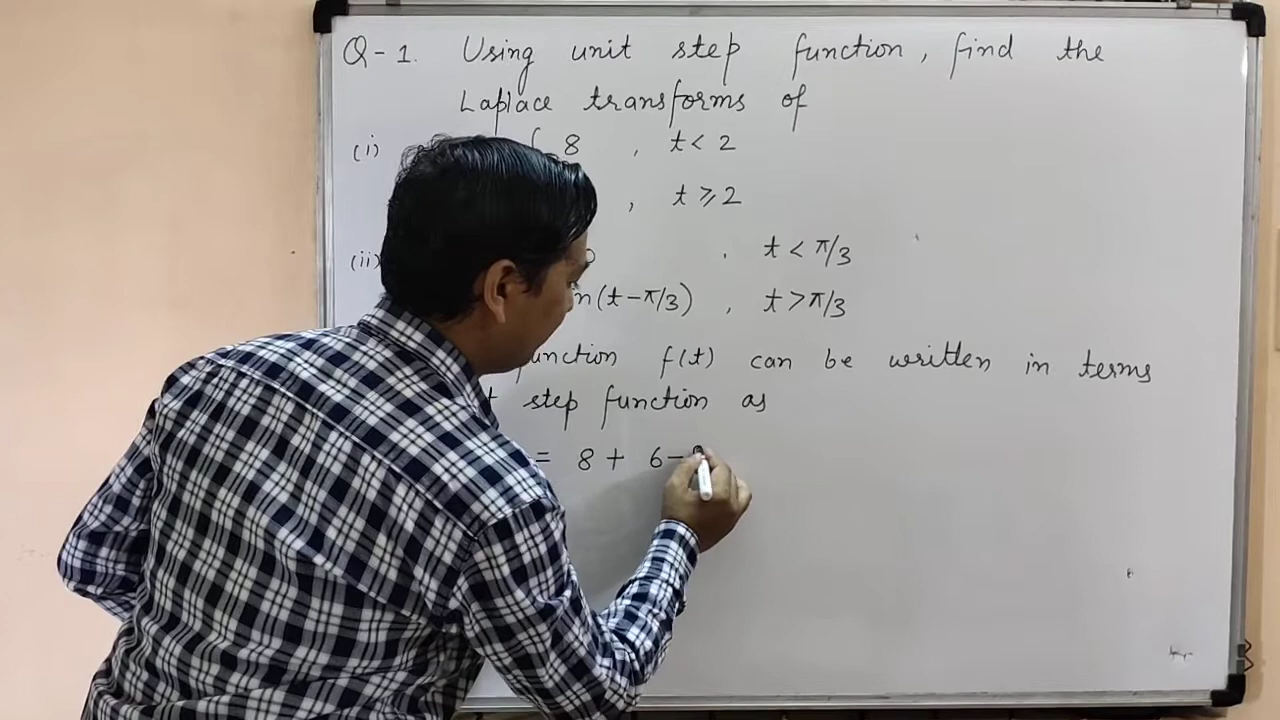 Q-1. Using unit step function, find the
Laplace transforms of
(i) { 8 , t < 2
, t ⩾ 2
(ii) , t < π/3
n(t-π/3) , t > π/3
unction f(t) can be written in terms
t step function as
= 8 + 6-8